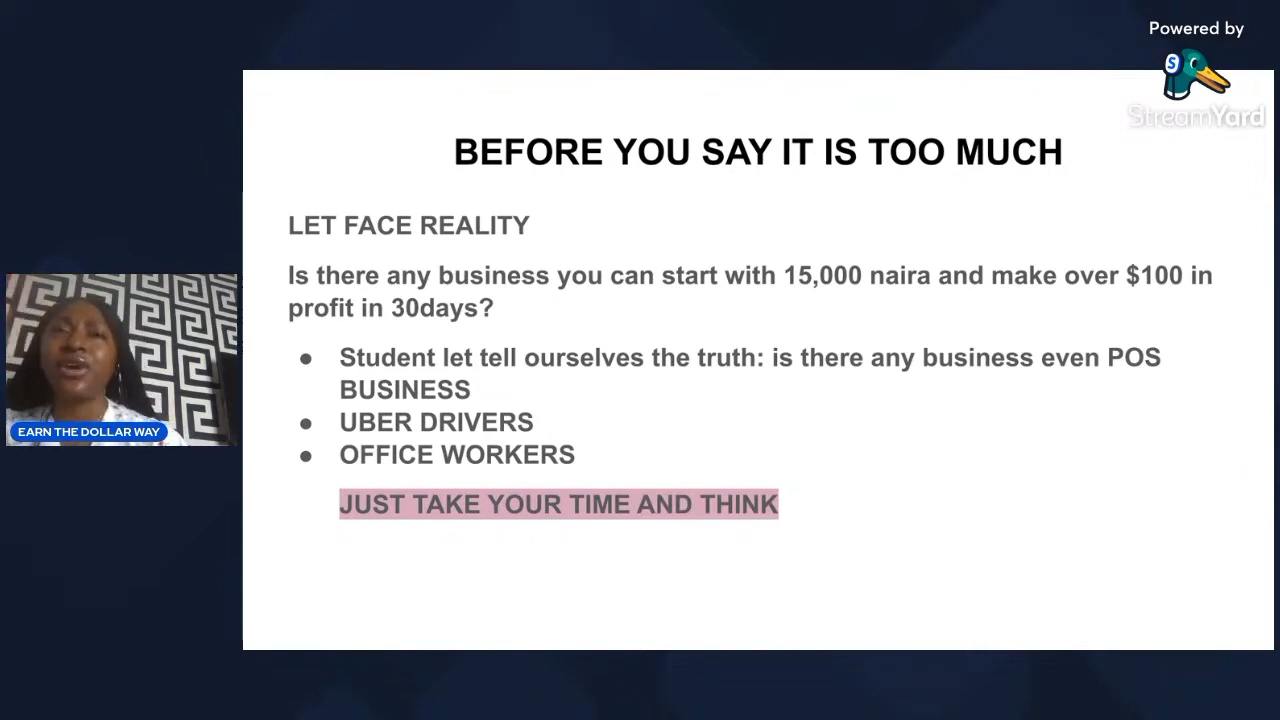 Powered by
S
StreamYard
BEFORE YOU SAY IT IS TOO MUCH
LET FACE REALITY
Is there any business you can start with 15,000 naira and make over $100 in
profit in 30days?
● Student let tell ourselves the truth: is there any business even POS
BUSINESS
● UBER DRIVERS
● OFFICE WORKERS
JUST TAKE YOUR TIME AND THINK
EARN THE DOLLAR WAY